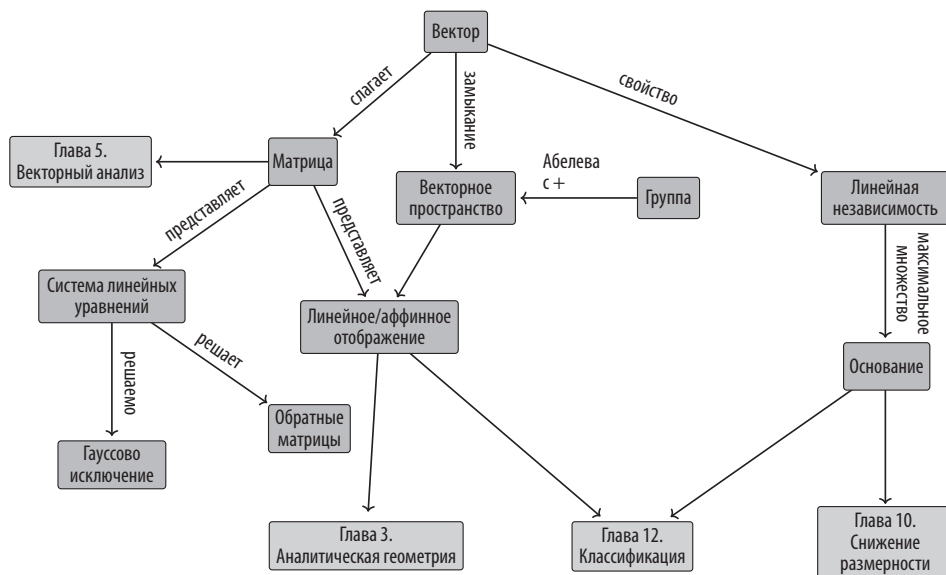 Вектор
слагает
замыкание
свойство
Глава 5.
Векторный анализ
Матрица
Векторное
пространство
Абелева
с +
Группа
Линейная
независимость
представляет
представляет
максимальное
множество
Система линейных
уравнений
Линейное/аффинное
отображение
решаемо
решает
Основание
Обратные
матрицы
Гауссово
исключение
Глава 3.
Аналитическая геометрия
Глава 12.
Классификация
Глава 10.
Снижение
размерности